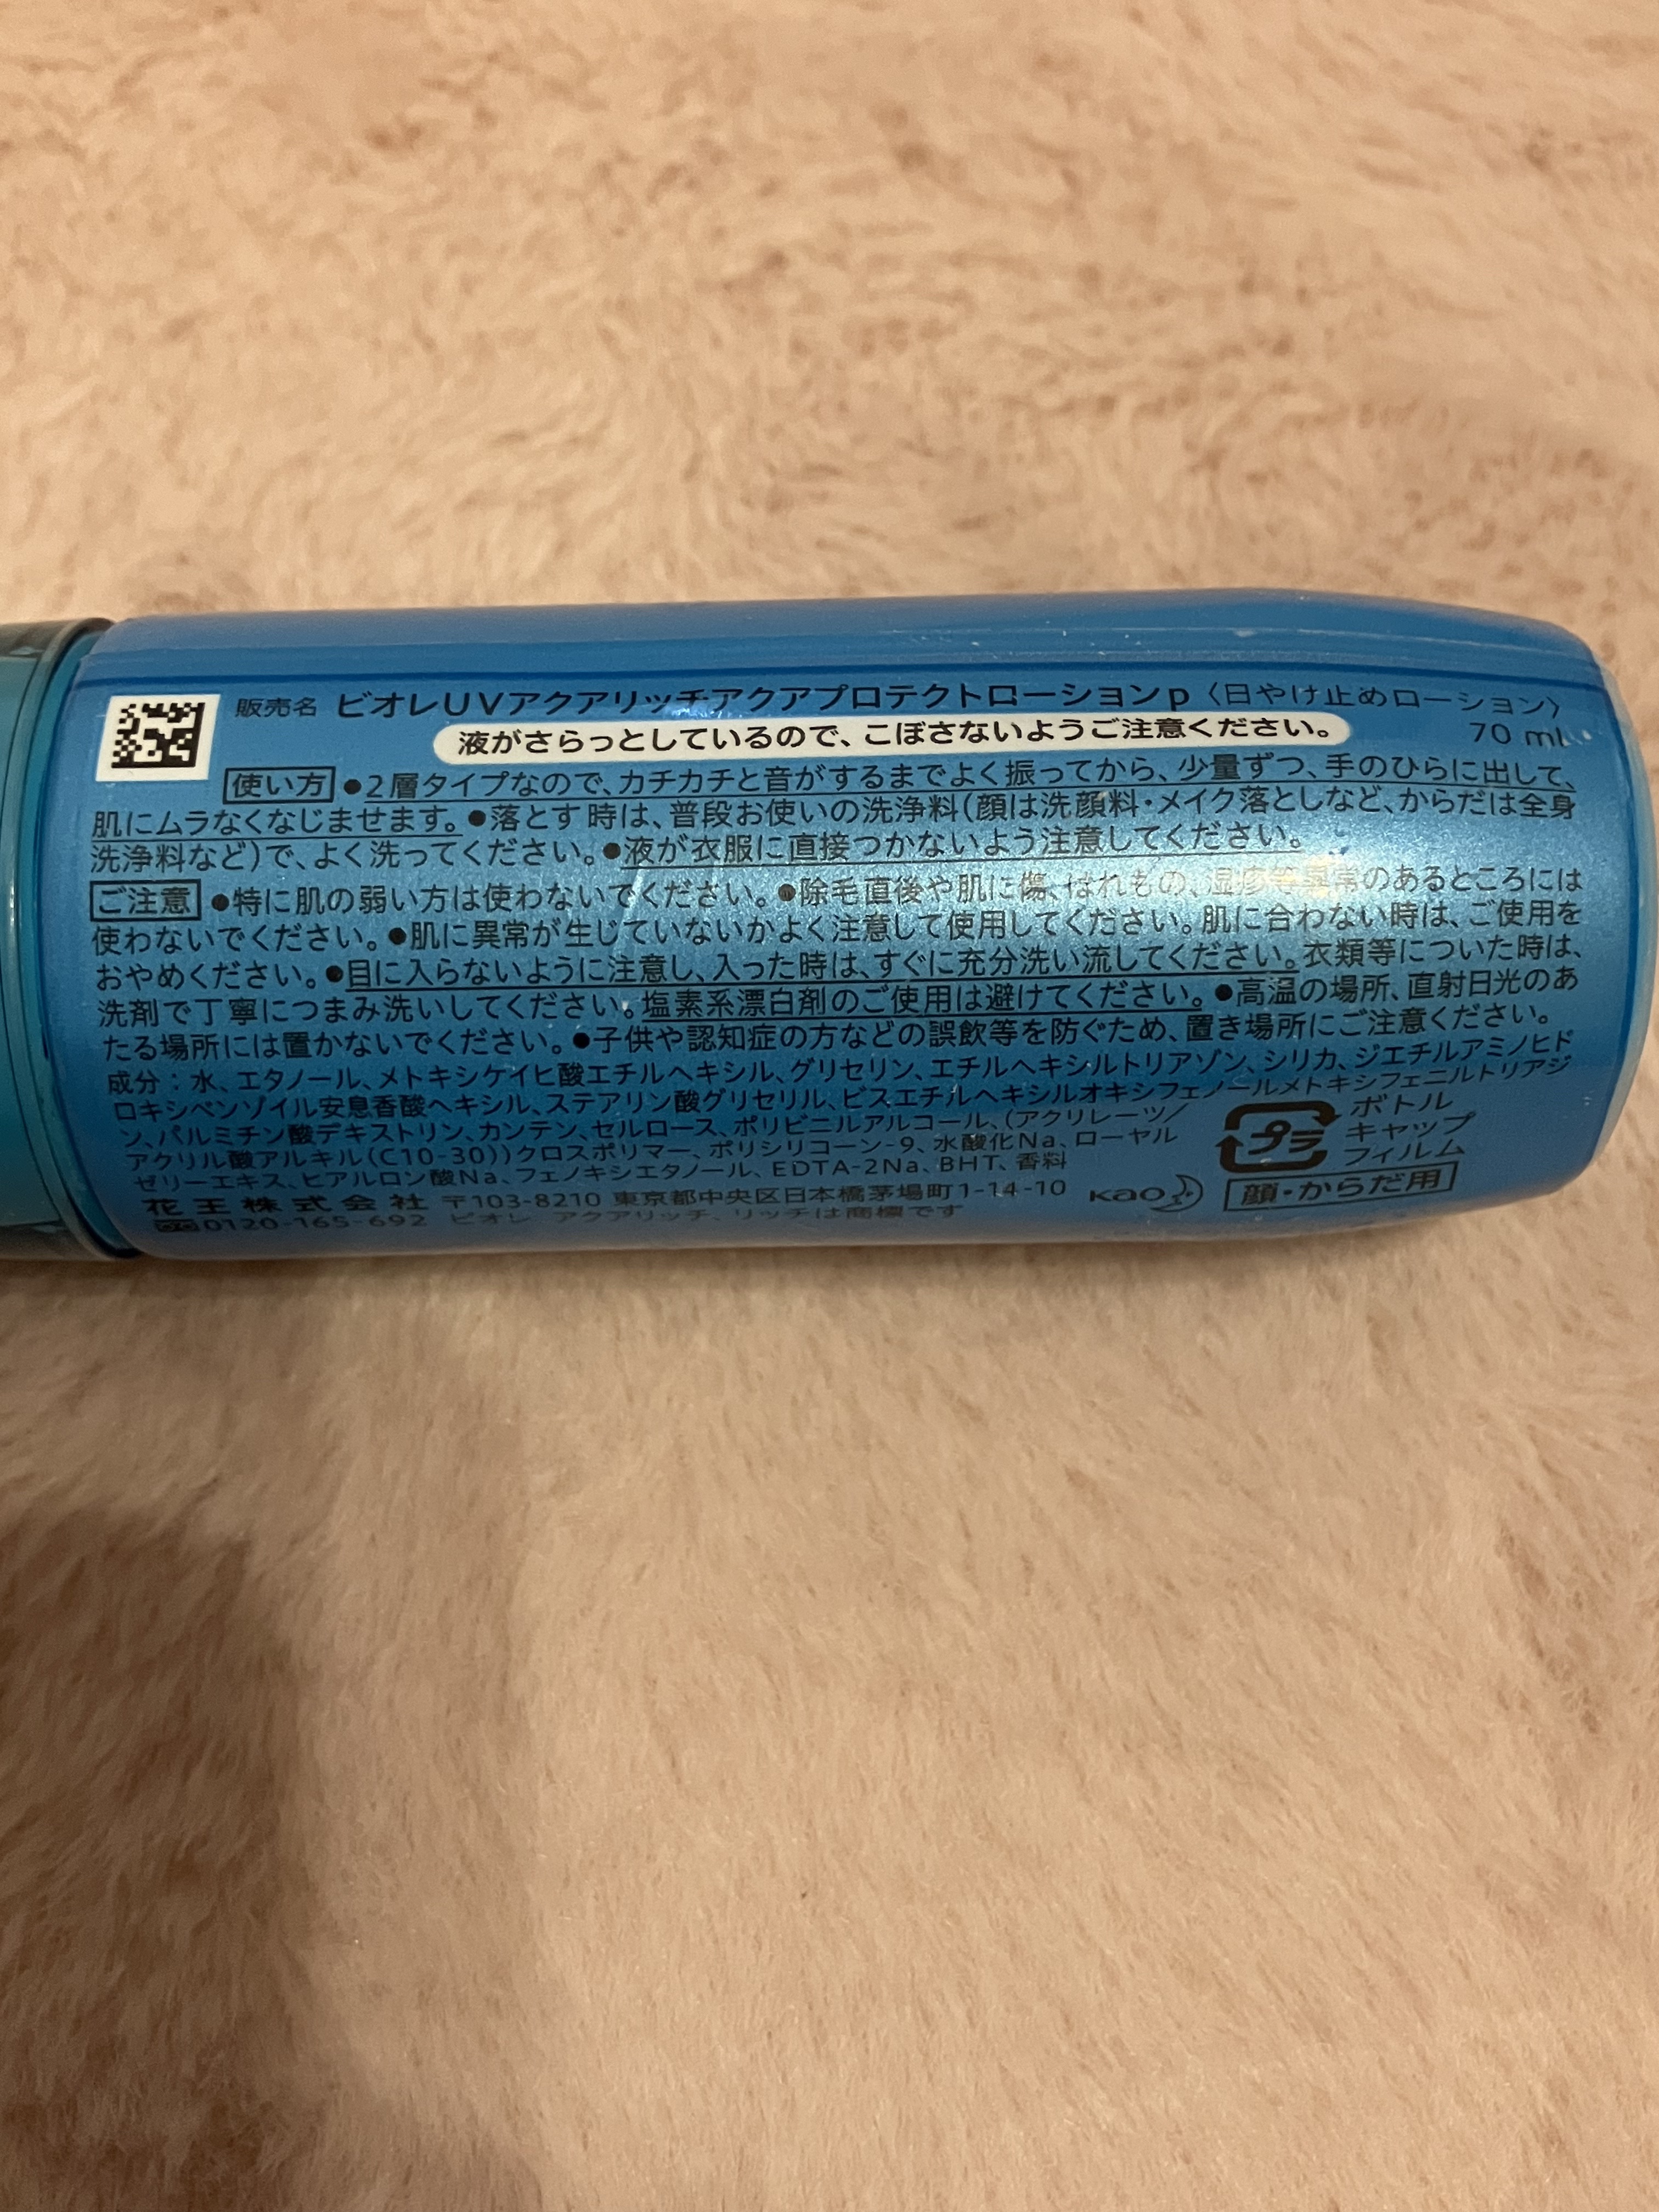 販売名 ビオレUVアクアリッチアクアプロテクトローションp〈日やけ止めローション〉
液がさらっとしているので、こぼさないようご注意ください。 70 mL
使い方 ●2層タイプなので、カチカチと音がするまでよく振ってから、少量ずつ、手のひらに出して、
肌にムラなくなじませます。●落とす時は、普段お使いの洗浄料(顔は洗顔料・メイク落としなど、からだは全身
洗浄料など)で、よく洗ってください。●液が衣服に直接つかないよう注意してください。
ご注意 ●特に肌の弱い方は使わないでください。●除毛直後や肌に傷、はれもの、湿疹等異常のあるところには
使わないでください。●肌に異常が生じていないかよく注意して使用してください。肌に合わない時は、ご使用を
おやめください。●目に入らないように注意し、入った時は、すぐに充分洗い流してください。衣類等についた時は、
洗剤で丁寧につまみ洗いしてください。塩素系漂白剤のご使用は避けてください。●高温の場所、直射日光のあ
たる場所には置かないでください。●子供や認知症の方などの誤飲等を防ぐため、置き場所にご注意ください。
成分:水、エタノール、メトキシケイヒ酸エチルヘキシル、グリセリン、エチルヘキシルトリアゾン、シリカ、ジエチルアミノヒド
ロキシベンゾイル安息香酸ヘキシル、ステアリン酸グリセリル、ビスエチルヘキシルオキシフェノールメトキシフェニルトリアジ
ン、パルミチン酸デキストリン、カンテン、セルロース、ポリビニルアルコール、(アクリレーツ/
アクリル酸アルキル(C10-30))クロスポリマー、ポリシリコーン-9、水酸化Na、ローヤル
ゼリーエキス、ヒアルロン酸Na、フェノキシエタノール、EDTA-2Na、BHT、香料
プラ
ボトル
キャップ
フィルム
花王株式会社 〒103-8210 東京都中央区日本橋茅場町1-14-10
0120-165-692 ビオレ アクアリッチ、リッチは商標です
Kao
顔・からだ用